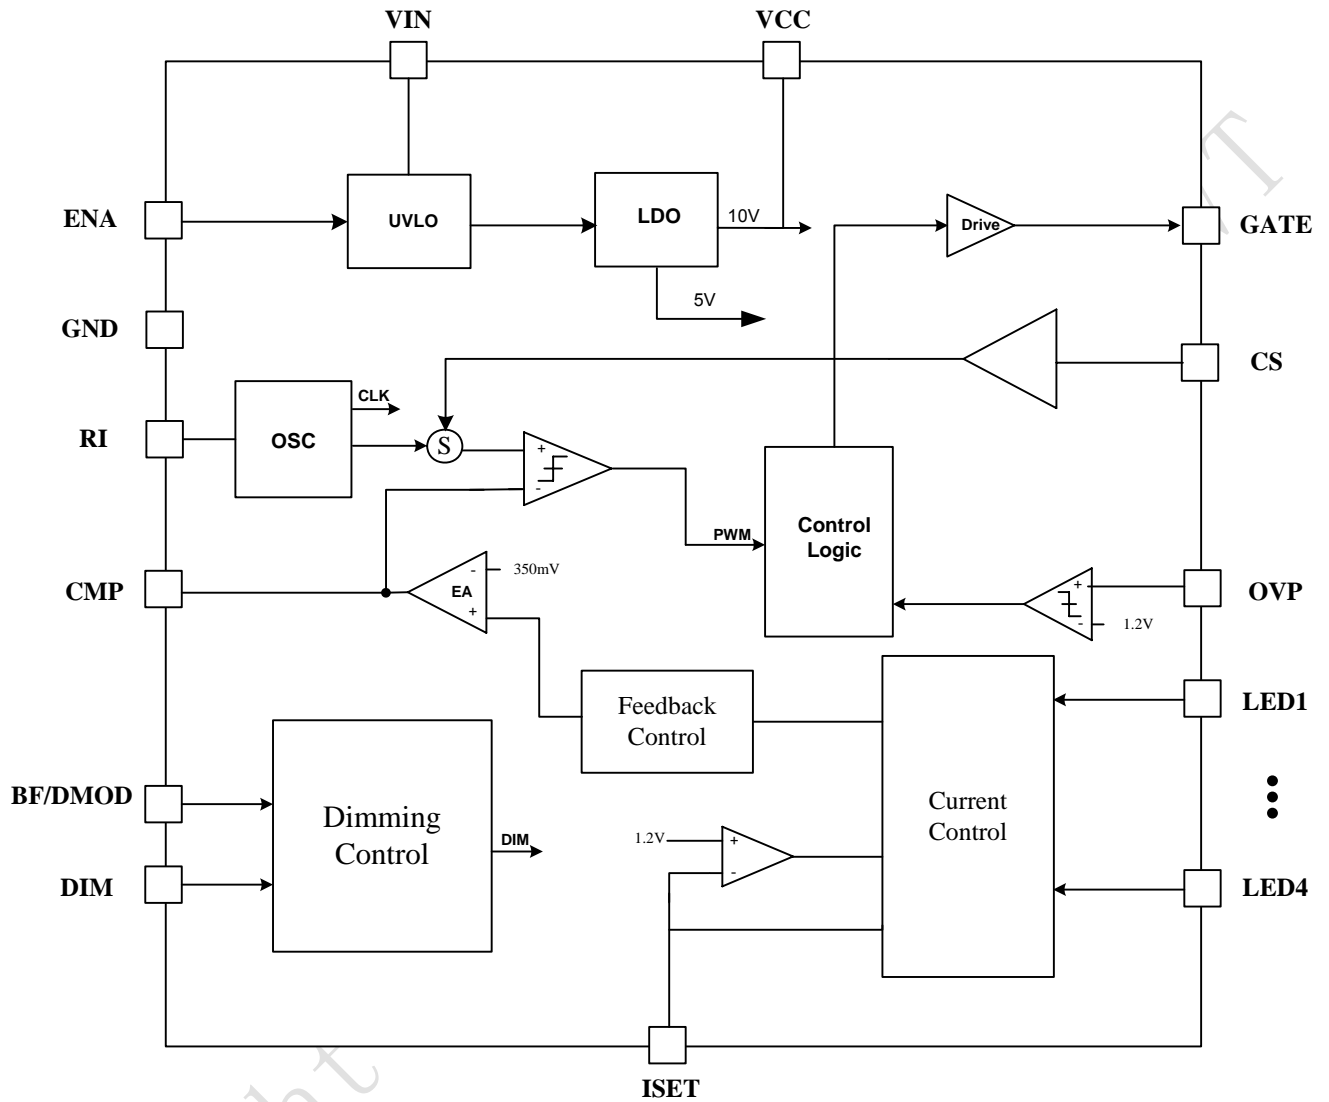 VIN
VCC
ENA
UVLO
LDO
10V
Drive
GATE
5V
GND
CS
CLK
RI
OSC
S
+
-
PWM
Control
Logic
CMP
-
350mV
EA
+
OVP
+
-
1.2V
LED1
Feedback
Control
BF/DMOD
Dimming
Control
DIM
Current
Control
1.2V
+
-
DIM
LED4
ISET